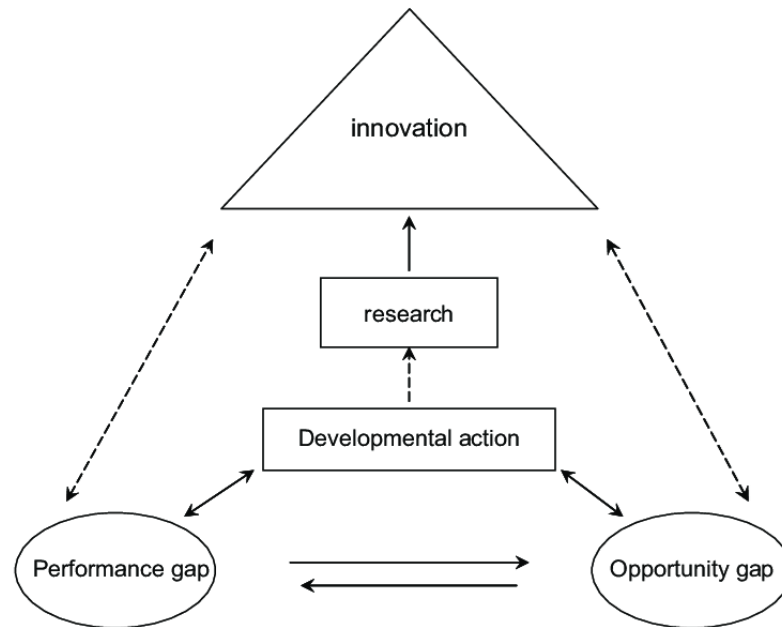 innovation
research
Developmental action
Performance gap
Opportunity gap